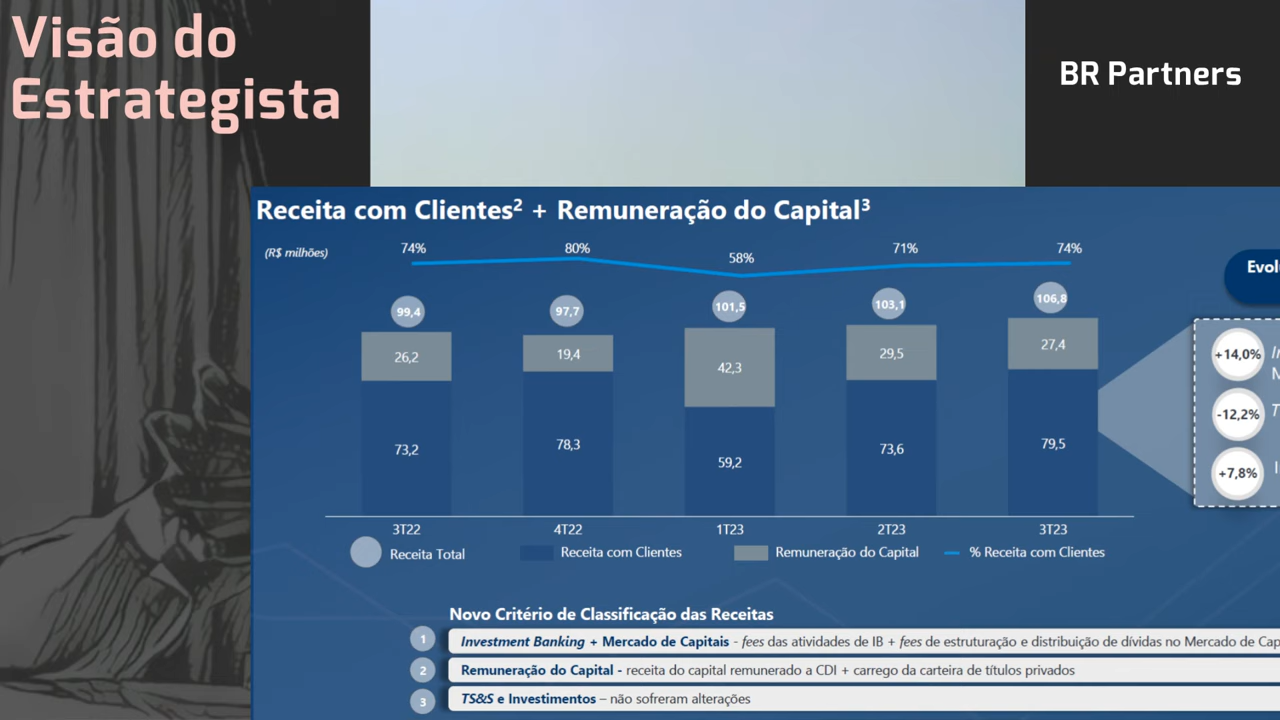 Visão do
Estrategista
BR Partners
Receita com Clientes² + Remuneração do Capital³
(R$ milhões)
74%
80%
58%
71%
74%
99,4
97,7
101,5
103,1
106,8
26,2
19,4
42,3
29,5
27,4
73,2
78,3
59,2
73,6
79,5
3T22
4T22
1T23
2T23
3T23
Receita Total
Receita com Clientes
Remuneração do Capital
% Receita com Clientes
+14,0%
-12,2%
+7,8%
Novo Critério de Classificação das Receitas
1 Investment Banking + Mercado de Capitais - fees das atividades de IB + fees de estruturação e distribuição de dívidas no Mercado de
2 Remuneração do Capital - receita do capital remunerado a CDI + carrego da carteira de títulos privados
3 TS&S e Investimentos – não sofreram alterações